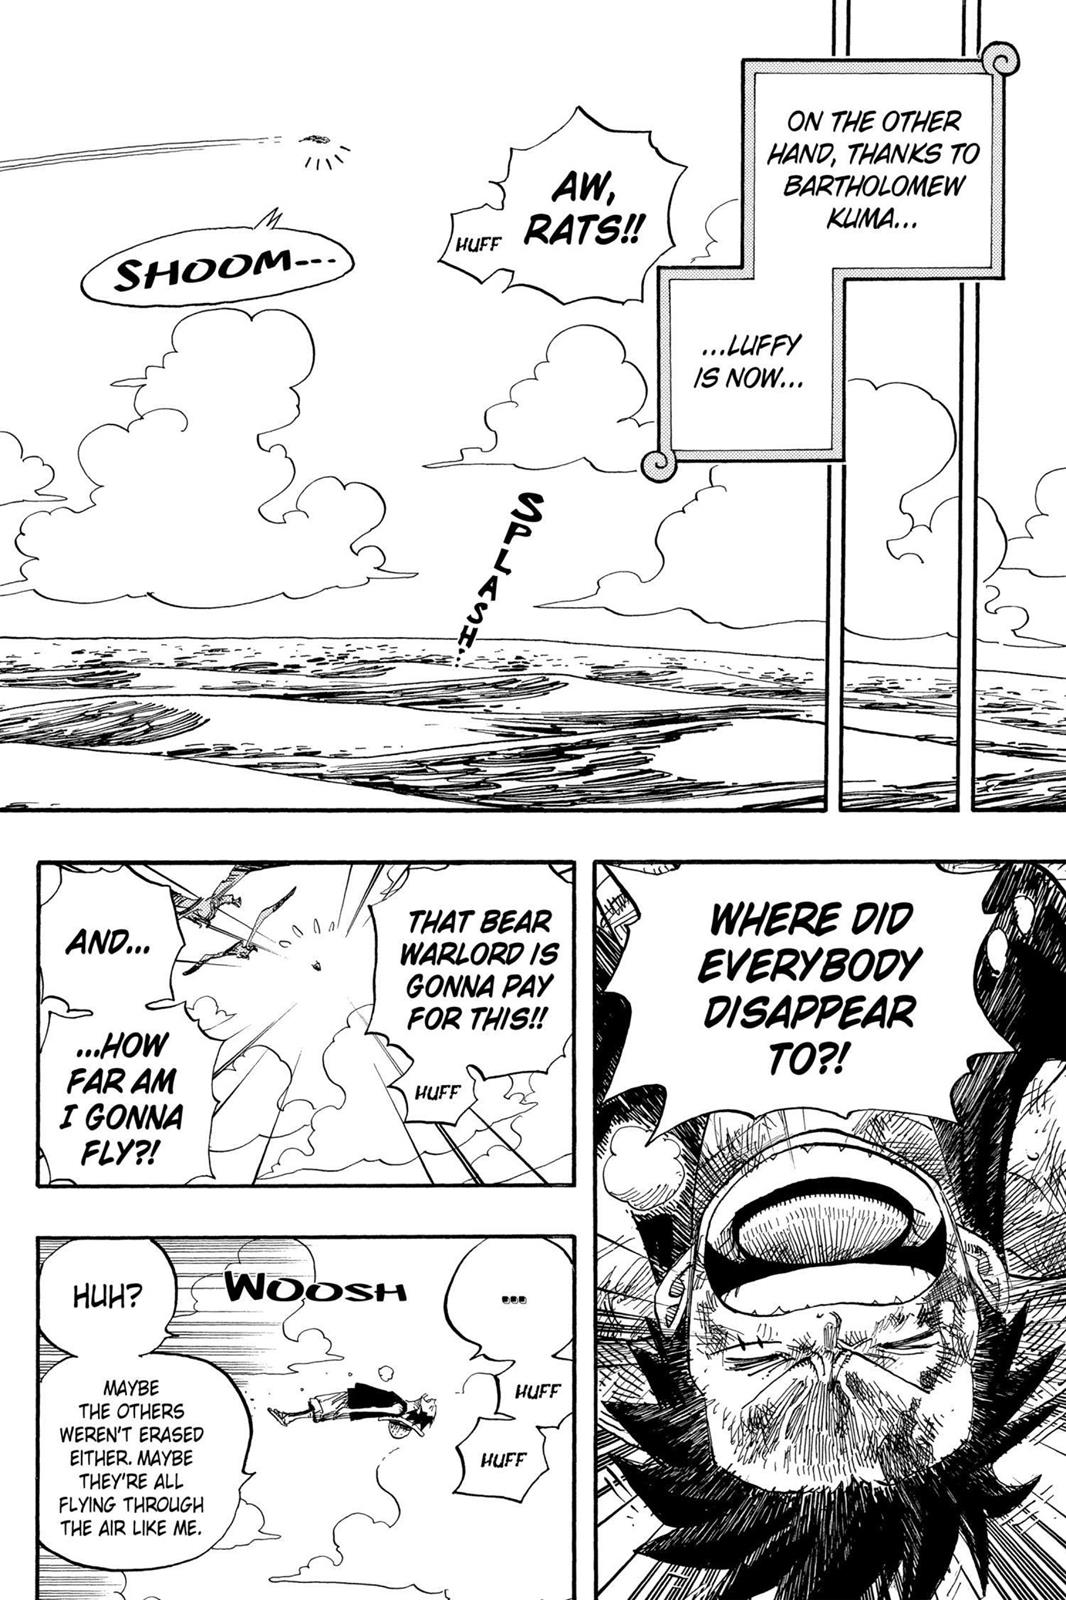 ON THE OTHER
HAND, THANKS TO
BARTHOLOMEW
KUMA...
...LUFFY
IS NOW...
AW,
RATS!!
HUFF
SHOOM...
SPLASH...
WHERE DID
EVERYBODY
DISAPPEAR
TO?!
THAT BEAR
WARLORD IS
GONNA PAY
FOR THIS!!
HUFF
AND...
...HOW
FAR AM
I GONNA
FLY?!
...
HUFF
HUFF
WOOSH
HUH?
MAYBE
THE OTHERS
WEREN'T ERASED
EITHER. MAYBE
THEY'RE ALL
FLYING THROUGH
THE AIR LIKE ME.